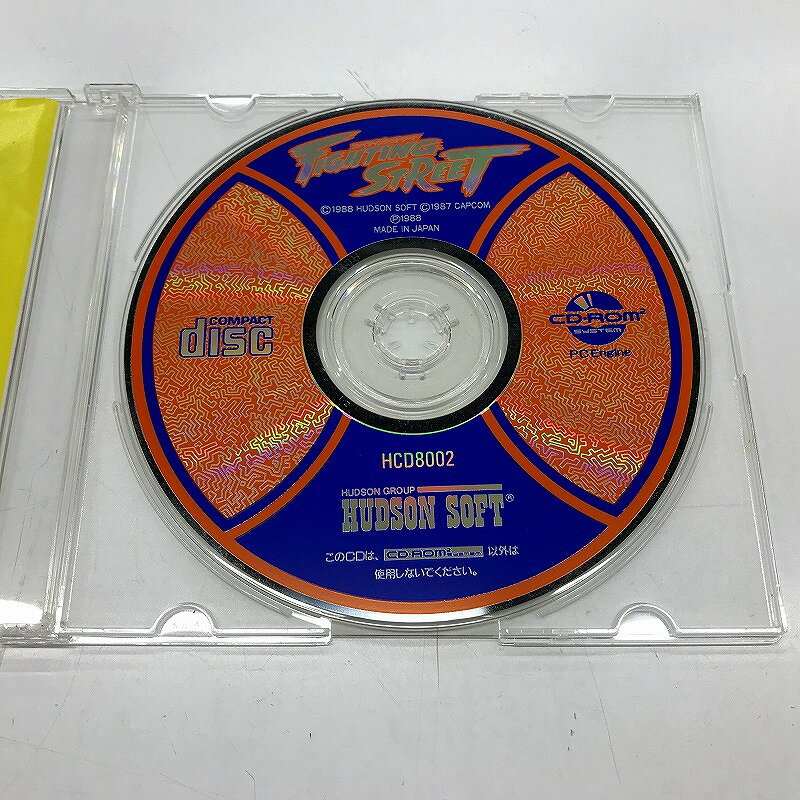 FIGHTING
STREET
©1988 HUDSON SOFT ©1987 CAPCOM
Ⓟ1988
MADE IN JAPAN
COMPACT
disc
CD-ROM²
SYSTEM
PC Engine
HCD8002
HUDSON GROUP
HUDSON SOFT®
このCDは、CD-ROM² SYSTEM 以外は
使用しないでください。